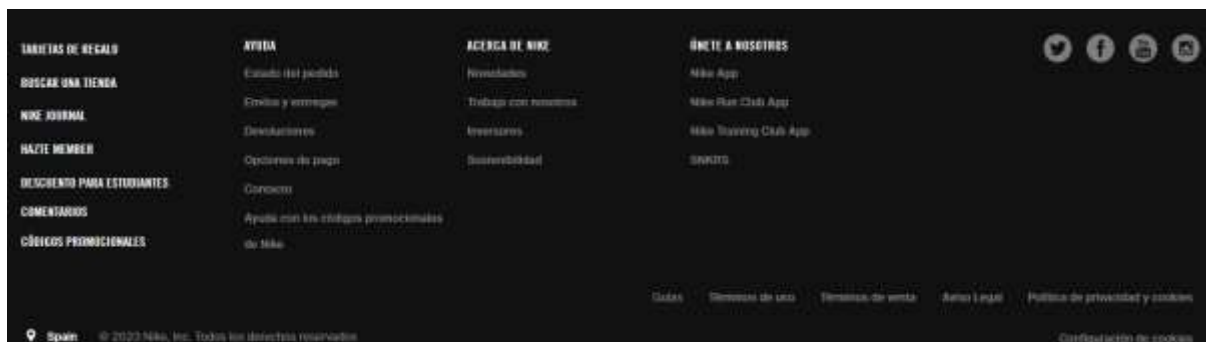 TARJETAS DE REGALO
BUSCAR UNA TIENDA
NIKE JOURNAL
HAZTE MEMBER
DESCUENTO PARA ESTUDIANTES
COMENTARIOS
CÓDIGOS PROMOCIONALES
AYUDA
Estado del pedido
Envíos y entregas
Devoluciones
Opciones de pago
Contacto
Ayuda con los códigos promocionales
de Nike
ACERCA DE NIKE
Novedades
Trabaja con nosotros
Inversores
Sostenibilidad
ÚNETE A NOSOTROS
Nike App
Nike Run Club App
Nike Training Club App
SNKRS
You Tube
Guías Términos de uso Términos de venta Aviso Legal Política de privacidad y cookies
Spain © 2023 Nike, Inc. Todos los derechos reservados
Configuración de cookies